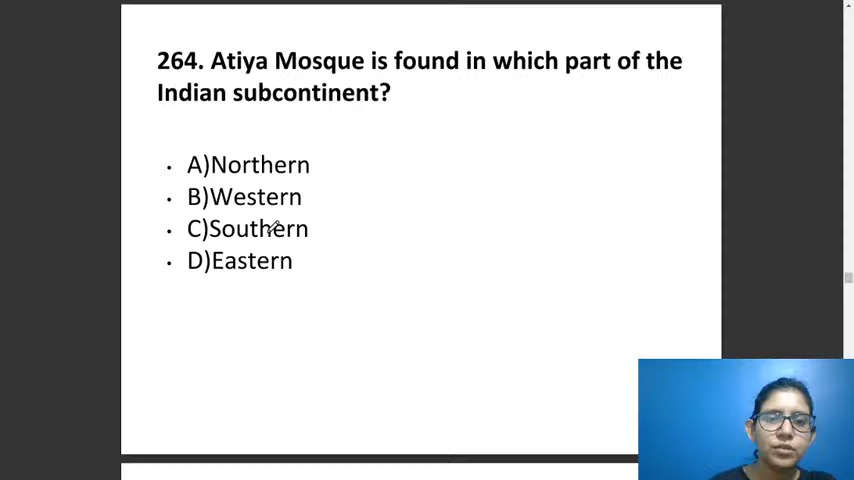 264. Atiya Mosque is found in which part of the
Indian subcontinent?
• A)Northern
• B)Western
• C)Southern
• D)Eastern